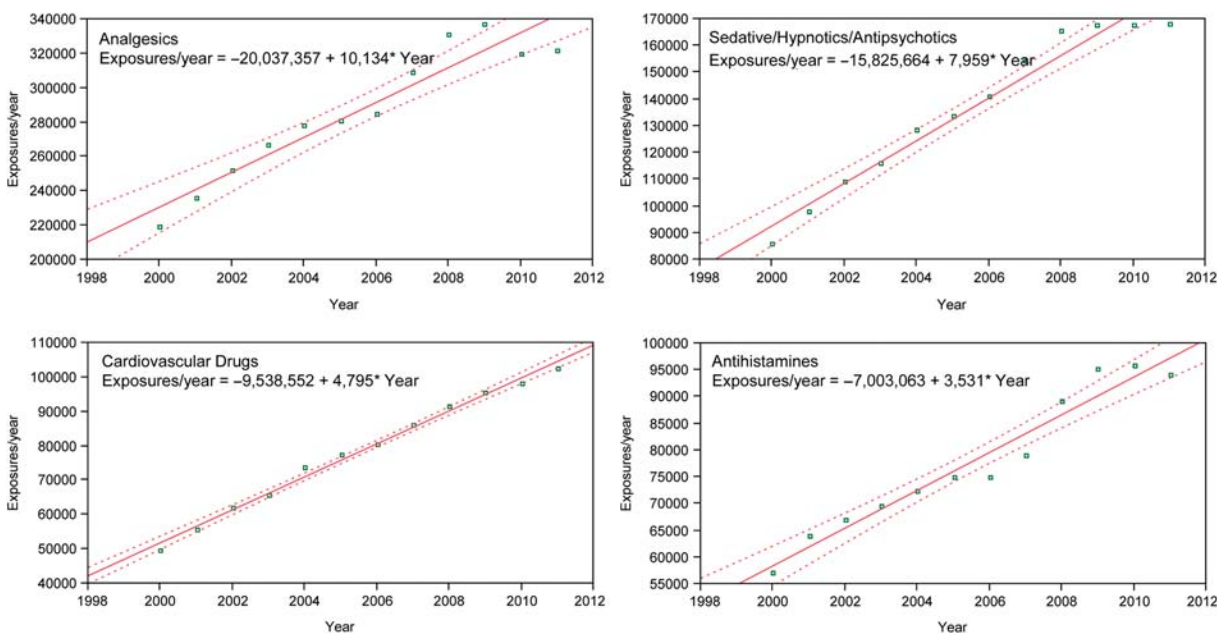 Analgesics
Exposures/year = –20,037,357 + 10,134* Year
Exposures/year
340000
320000
300000
280000
260000
240000
220000
200000
1998 2000 2002 2004 2006 2008 2010 2012
Year
Sedative/Hypnotics/Antipsychotics
Exposures/year = –15,825,664 + 7,959* Year
Exposures/year
170000
160000
150000
140000
130000
120000
110000
100000
90000
80000
1998 2000 2002 2004 2006 2008 2010 2012
Year
Cardiovascular Drugs
Exposures/year = –9,538,552 + 4,795* Year
Exposures/year
110000
100000
90000
80000
70000
60000
50000
40000
1998 2000 2002 2004 2006 2008 2010 2012
Year
Antihistamines
Exposures/year = –7,003,063 + 3,531* Year
Exposures/year
100000
95000
90000
85000
80000
75000
70000
65000
60000
55000
1998 2000 2002 2004 2006 2008 2010 2012
Year